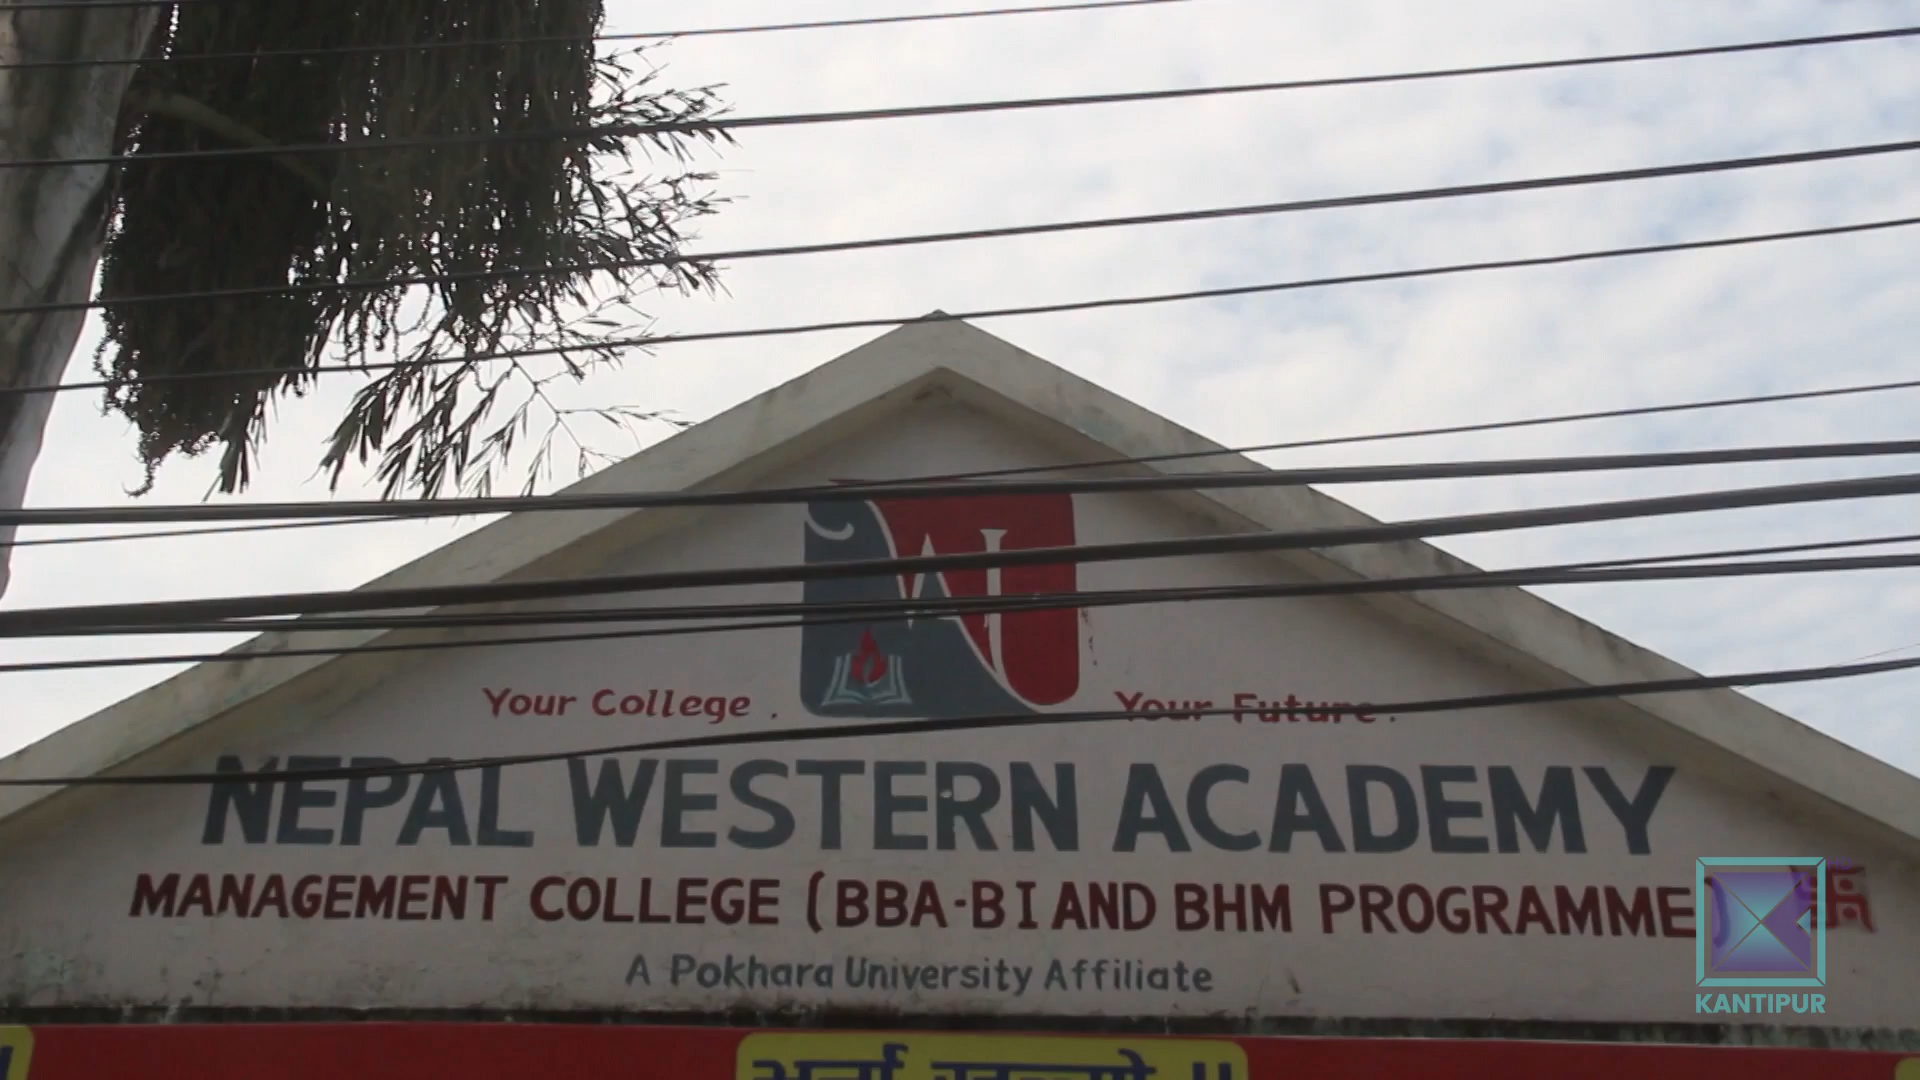 Your College . Your Future .
NEPAL WESTERN ACADEMY
MANAGEMENT COLLEGE (BBA-BI AND BHM PROGRAMME)
A Pokhara University Affiliate
KANTIPUR